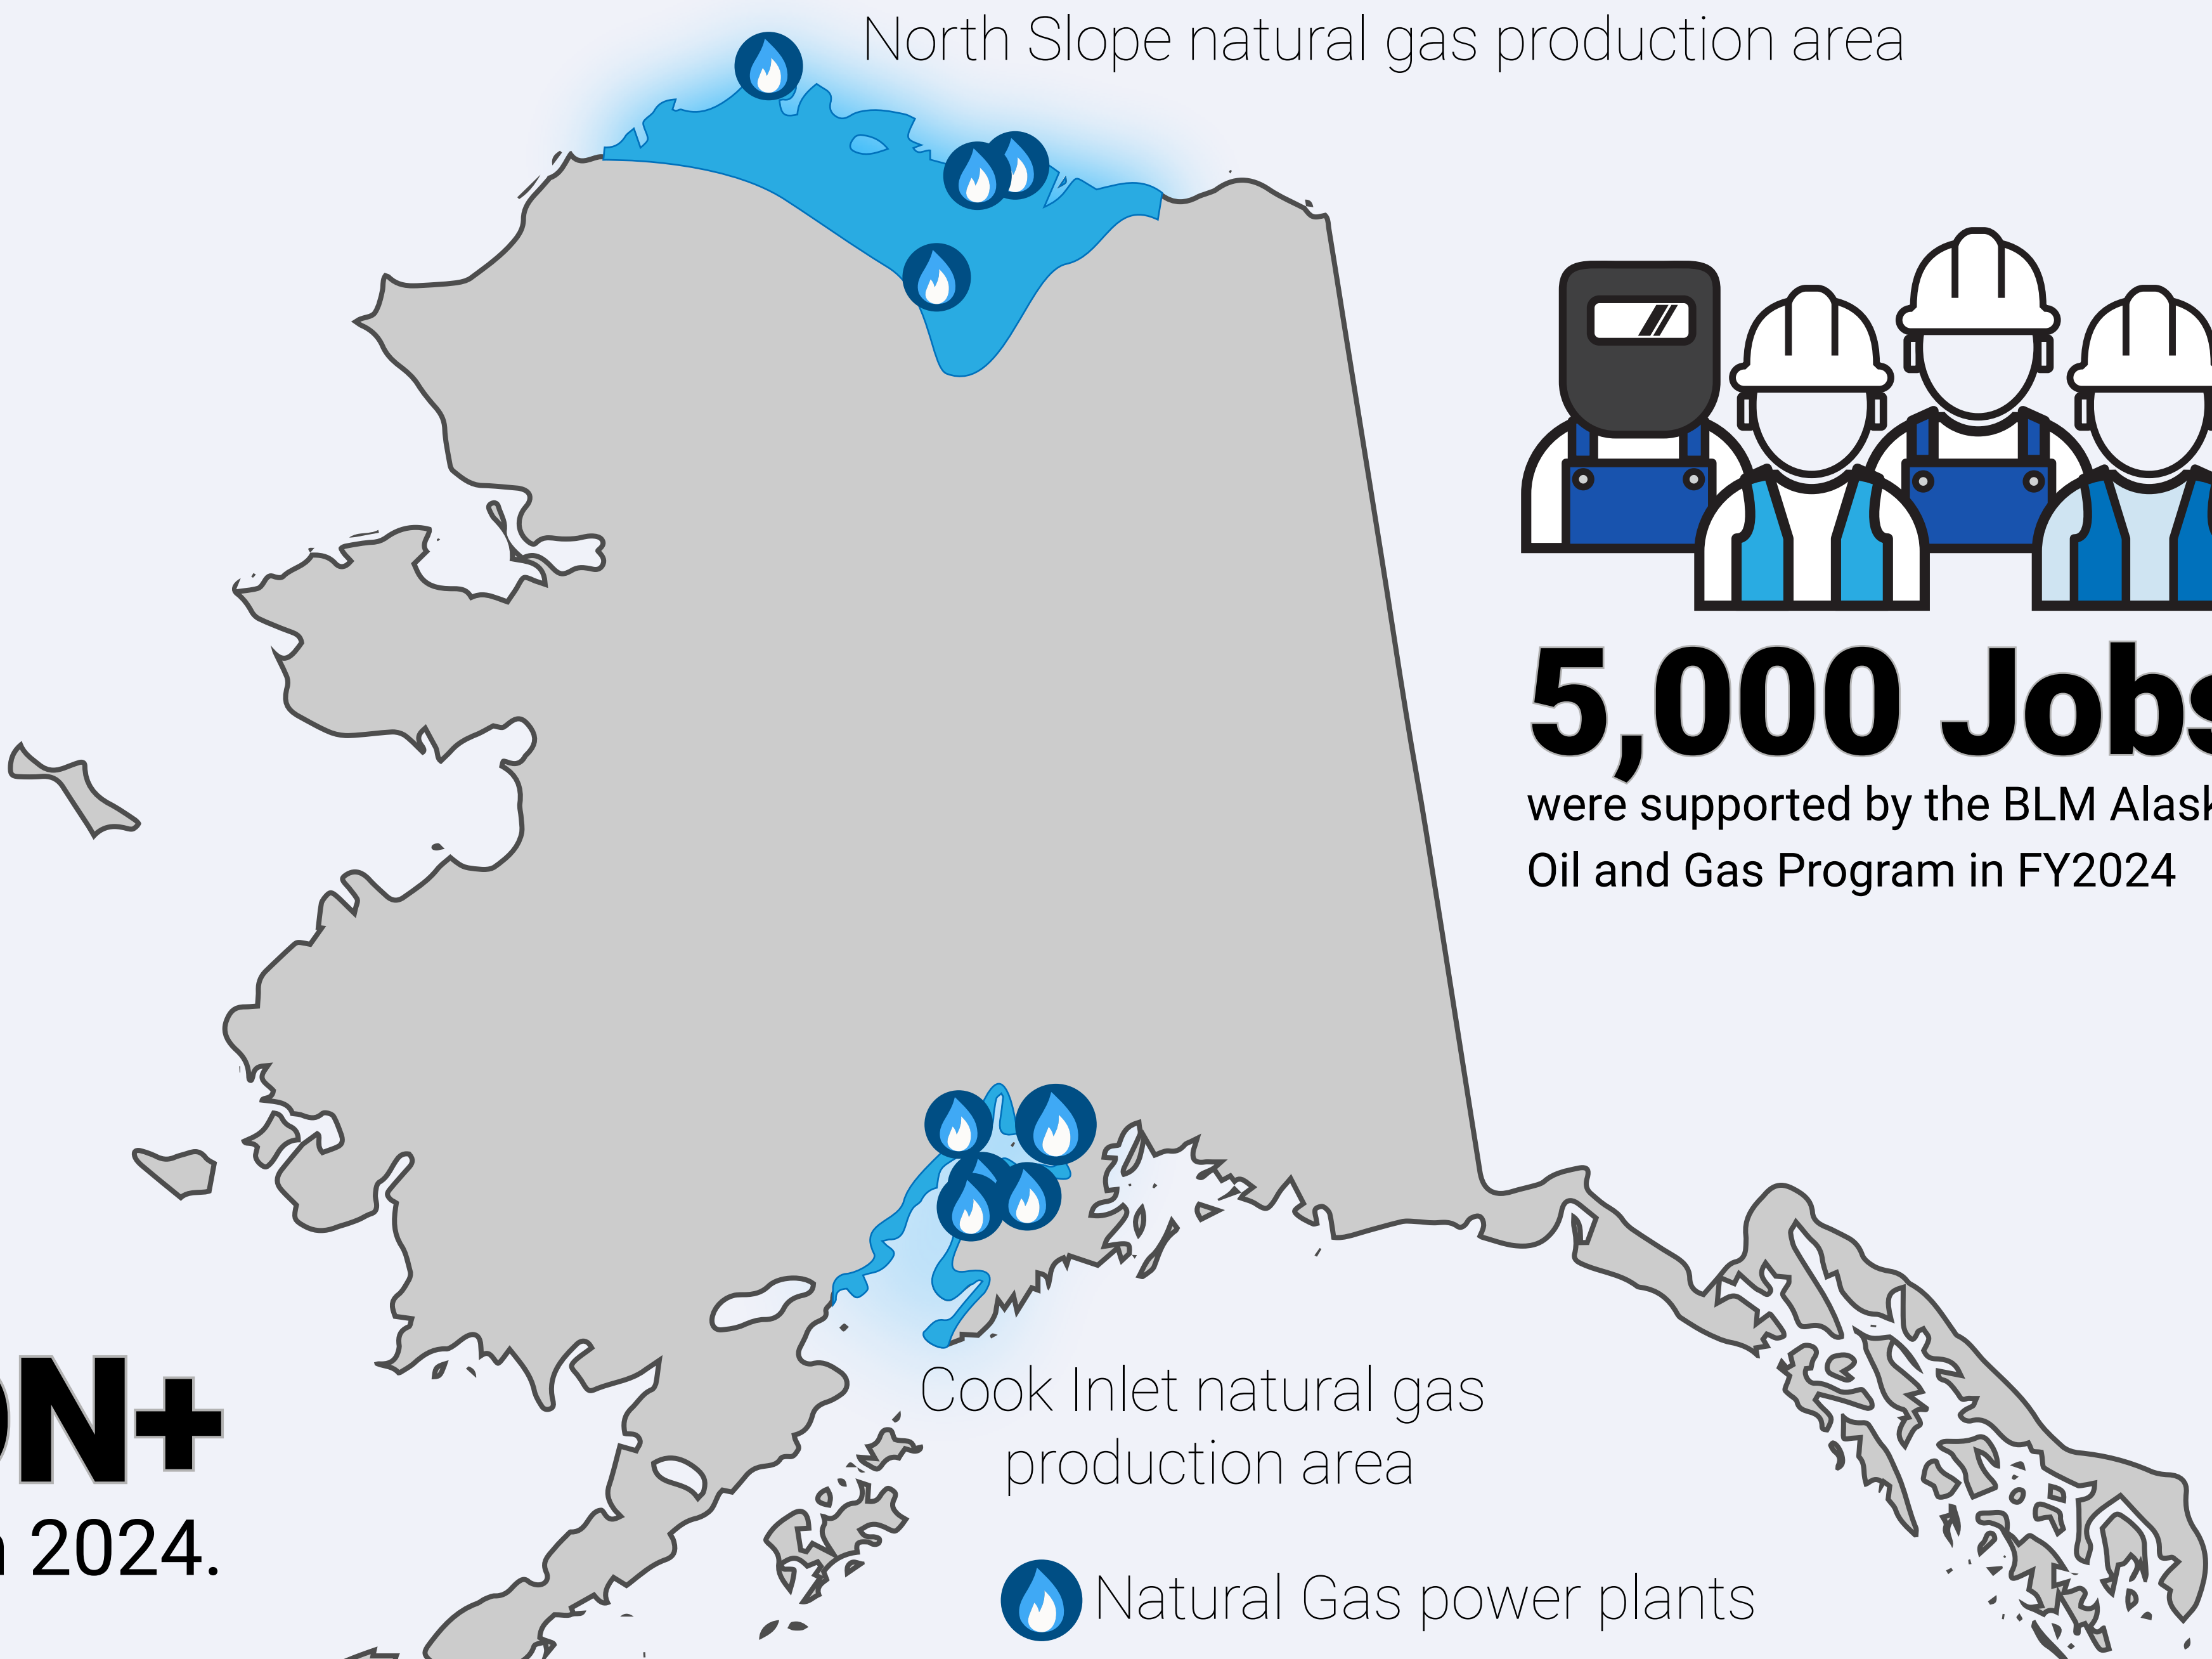 North Slope natural gas production area
5,000 Jobs
were supported by the BLM
Oil and Gas Program in FY2024
Cook Inlet natural gas
production area
N+
2024.
Natural Gas power plants